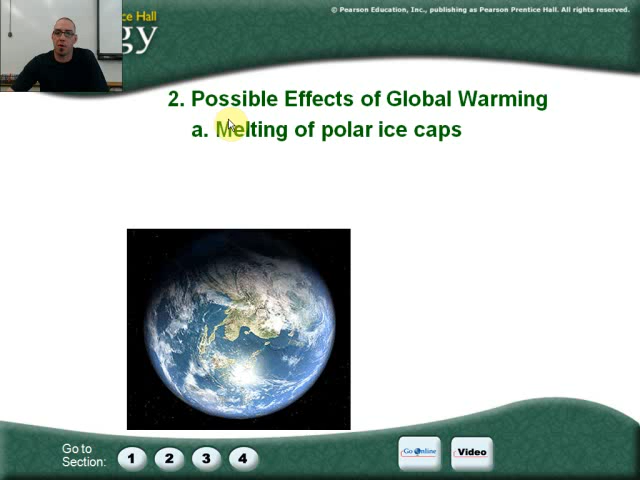 © Pearson Education, Inc., publishing as Pearson Prentice Hall. All rights reserved.
ce Hall
gy
2. Possible Effects of Global Warming
a. Melting of polar ice caps
Go to
Section:
1 2 3 4
Go Online
Video